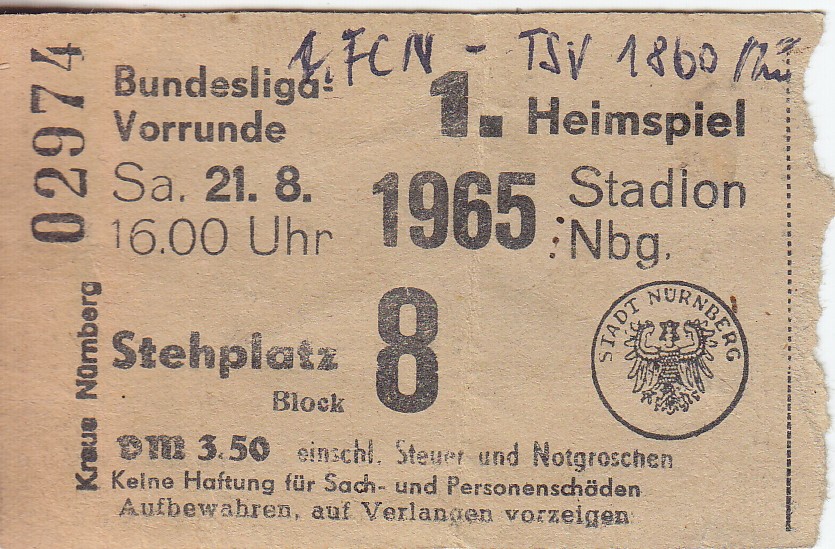 1. FCN - TSV 1860 Mü
02974
Bundesliga-
Vorrunde
1. Heimspiel
Sa. 21. 8.
16.00 Uhr
1965
Stadion
Nbg.
Kraus Nürnberg
Stehplatz
Block
8
STADT NÜRNBERG
DM 3.50 einschl. Steuer und Notgroschen
Keine Haftung für Sach- und Personenschäden
Aufbewahren, auf Verlangen vorzeigen